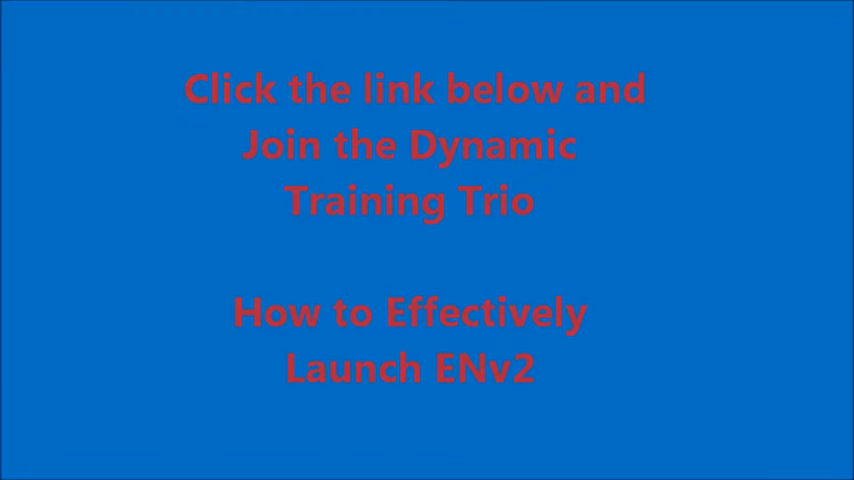 Click the link below and
Join the Dynamic
Training Trio
How to Effectively
Launch ENv2